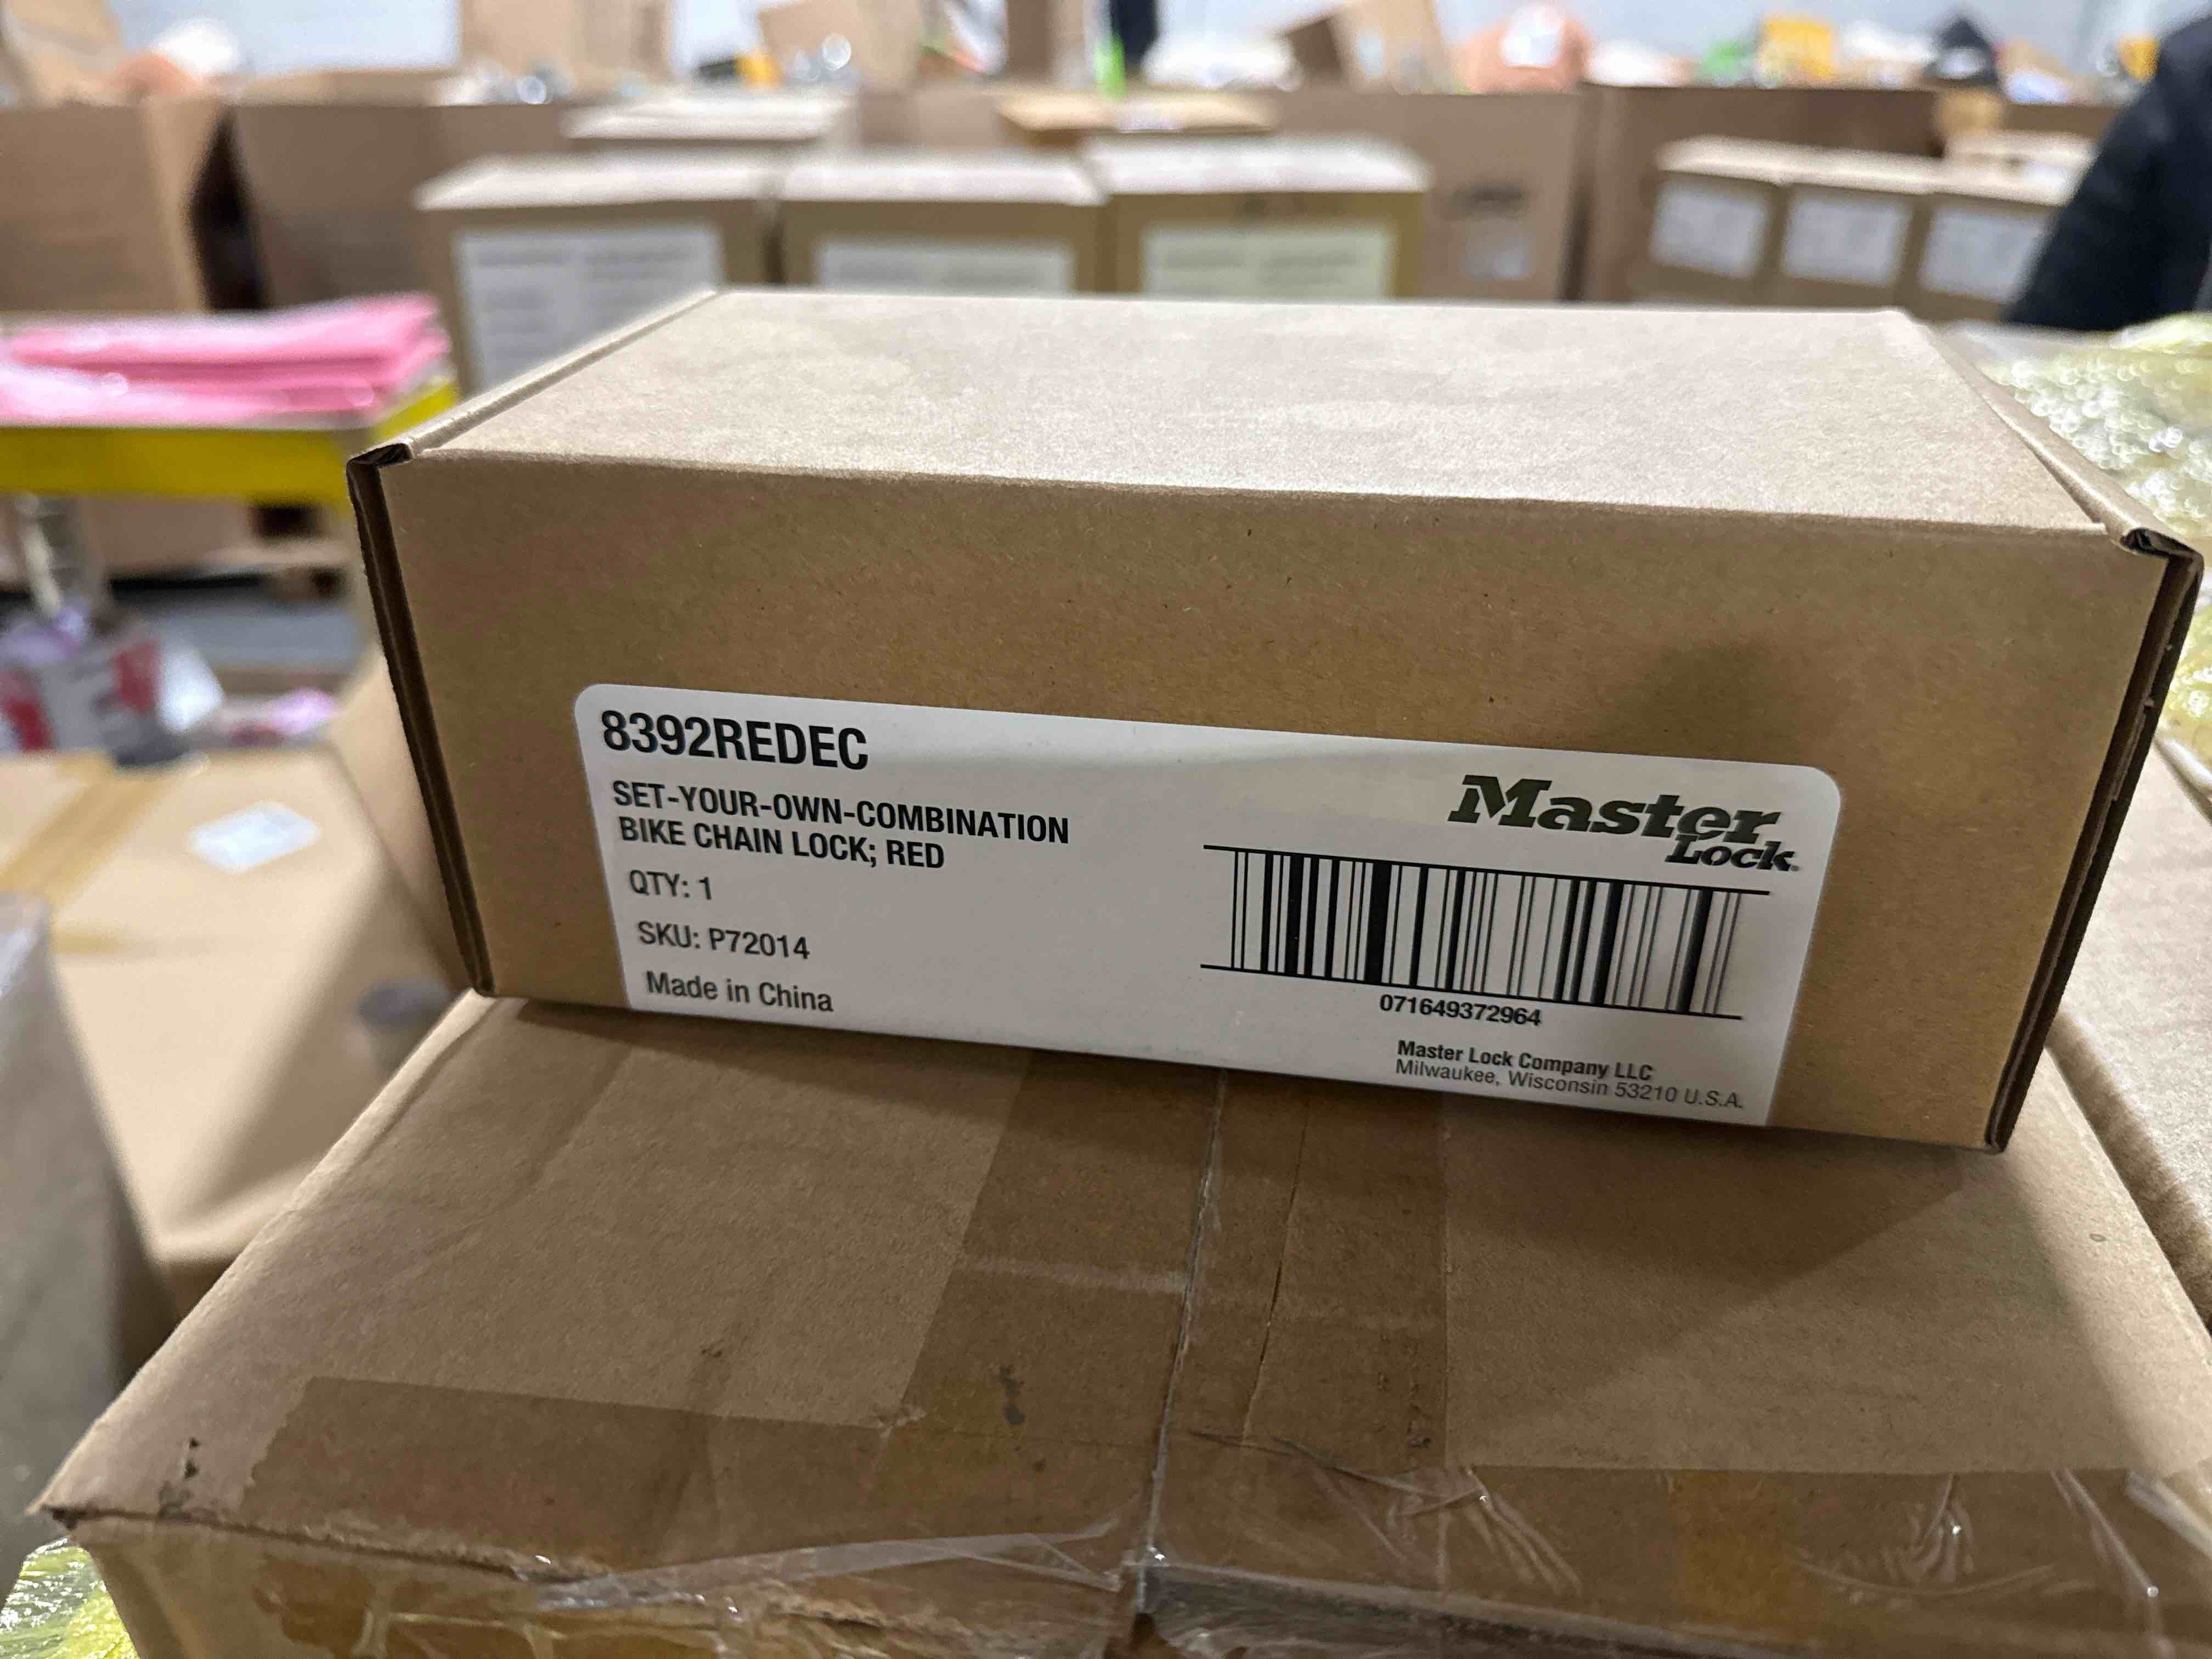 8392REDEC
SET-YOUR-OWN-COMBINATION
BIKE CHAIN LOCK; RED
QTY: 1
SKU: P72014
Made in China
Master
Lock
071649372964
Master Lock Company LLC
Milwaukee, Wisconsin 53210 U.S.A.